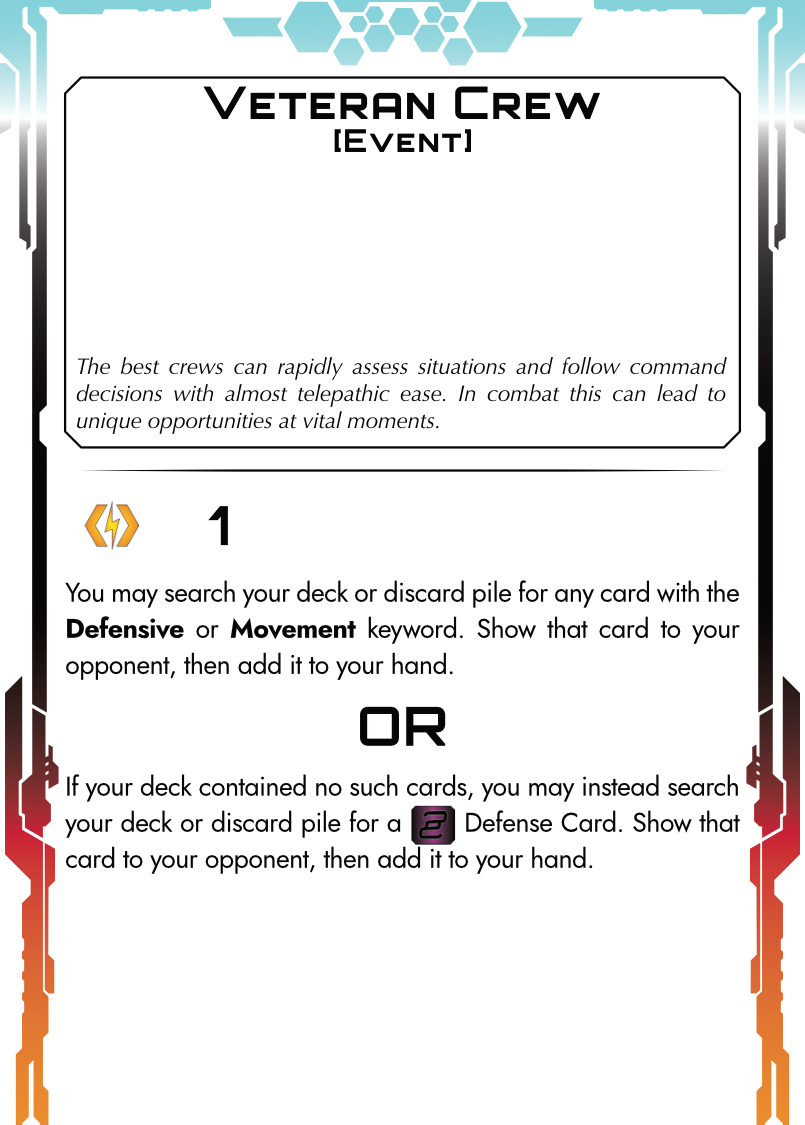 Veteran Crew
[Event]
The best crews can rapidly assess situations and follow command
decisions with almost telepathic ease. In combat this can lead to
unique opportunities at vital moments.
1
You may search your deck or discard pile for any card with the
Defensive or Movement keyword. Show that card to your
opponent, then add it to your hand.
OR
If your deck contained no such cards, you may instead search
your deck or discard pile for a 2 Defense Card. Show that
card to your opponent, then add it to your hand.